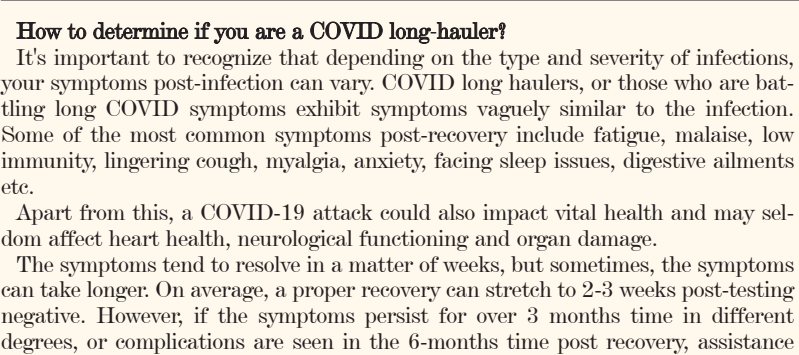 How to determine if you are a COVID long-hauler?
It's important to recognize that depending on the type and severity of infections,
your symptoms post-infection can vary. COVID long haulers, or those who are bat-
tling long COVID symptoms exhibit symptoms vaguely similar to the infection.
Some of the most common symptoms post-recovery include fatigue, malaise, low
immunity, lingering cough, myalgia, anxiety, facing sleep issues, digestive ailments
etc.
Apart from this, a COVID-19 attack could also impact vital health and may sel-
dom affect heart health, neurological functioning and organ damage.
The symptoms tend to resolve in a matter of weeks, but sometimes, the symptoms
can take longer. On average, a proper recovery can stretch to 2-3 weeks post-testing
negative. However, if the symptoms persist for over 3 months time in different
degrees, or complications are seen in the 6-months time post recovery, assistance